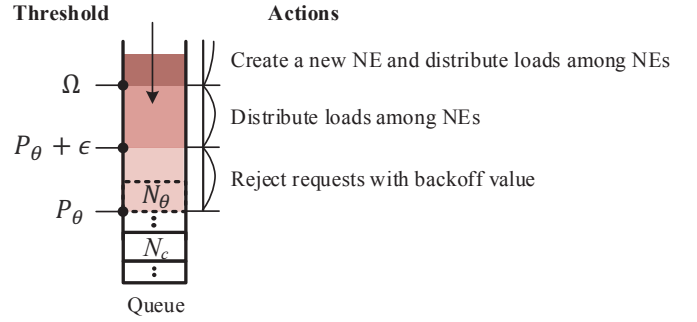 Threshold Actions
Create a new NE and distribute loads among NEs
Ω
Distribute loads among NEs
P_θ + ϵ
Reject requests with backoff value
N_θ
P_θ
⋮
N_c
⋮
Queue